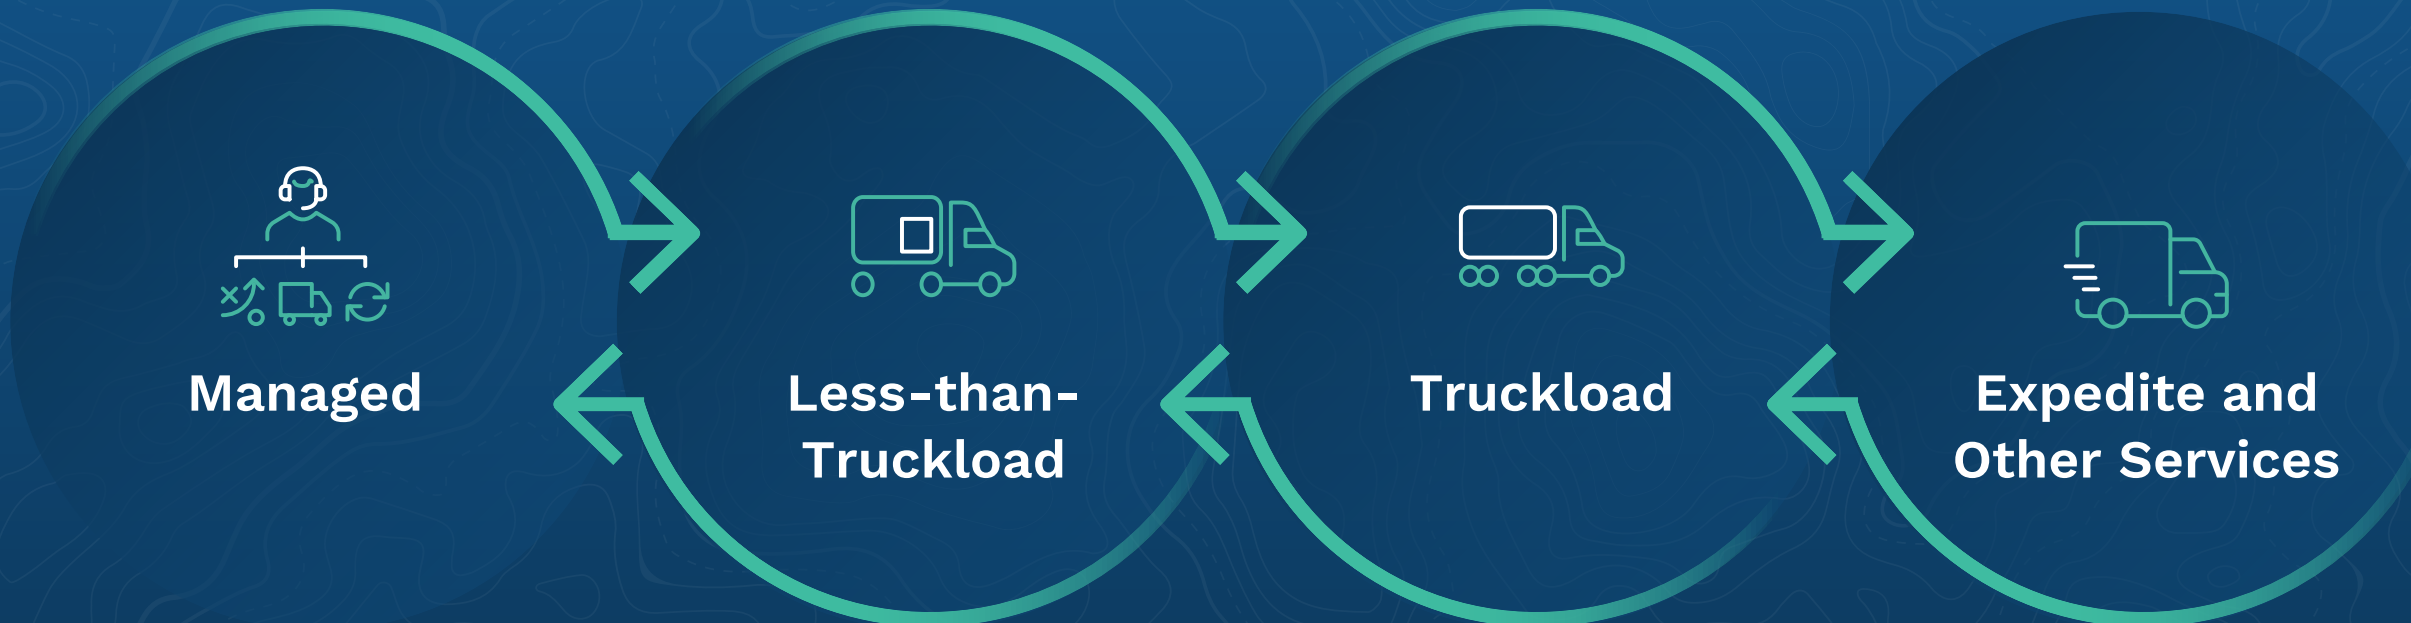 Managed
Less-than-
Truckload
Truckload
Expedite and
Other Services